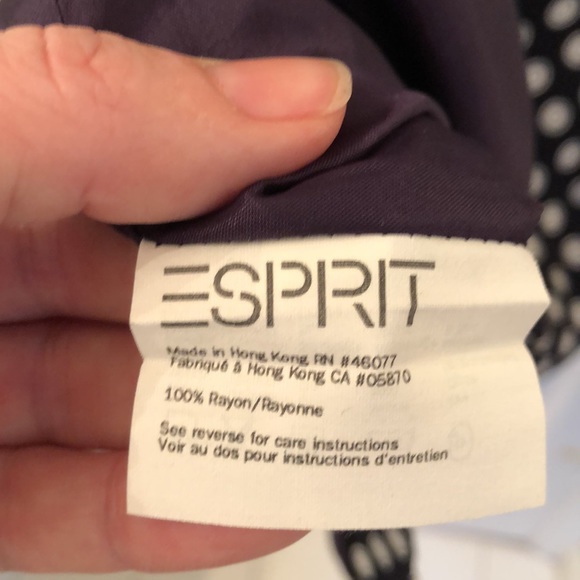 ESPRIT
Made in Hong Kong RN #46077
Fabriqué à Hong Kong CA #05870
100% Rayon/Rayonne
See reverse for care instructions
Voir au dos pour instructions d'entretien